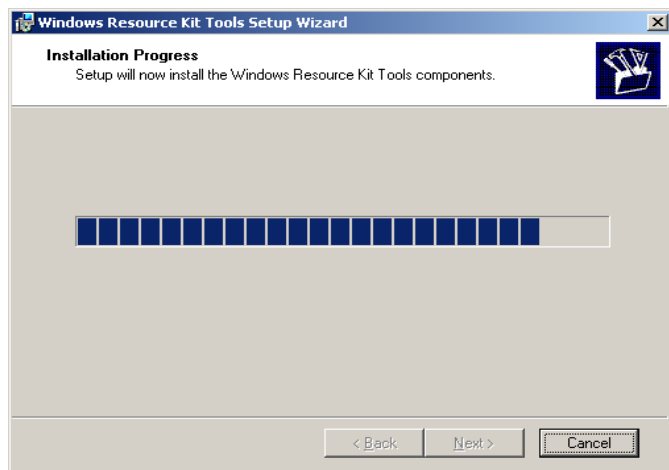 Windows Resource Kit Tools Setup Wizard
Installation Progress
Setup will now install the Windows Resource Kit Tools components.
< Back Next > Cancel